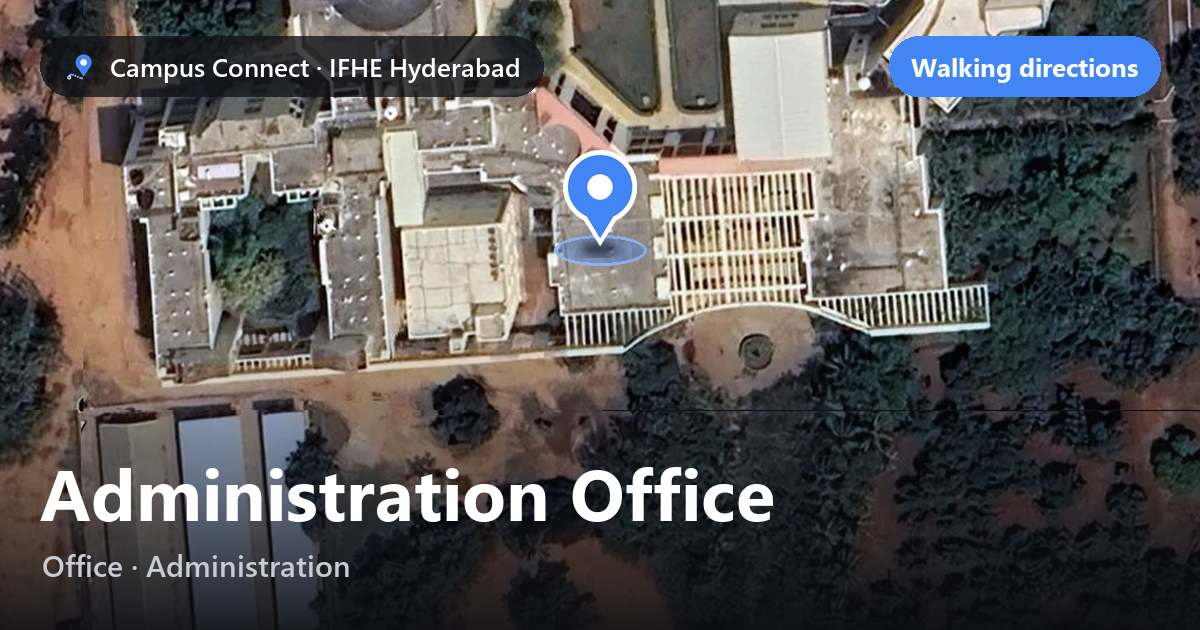 Campus Connect · IFHE Hyderabad
Walking directions
Administration Office
Office · Administration